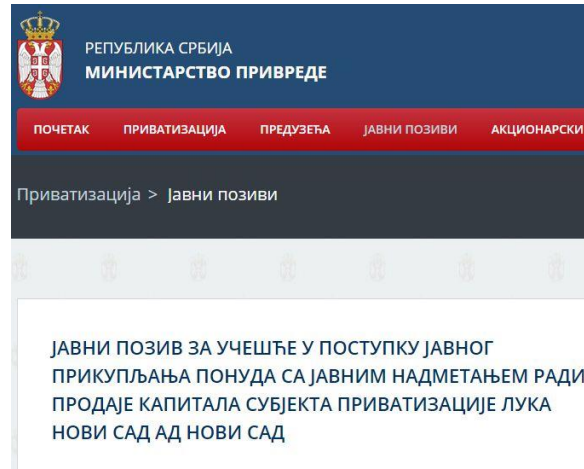 РЕПУБЛИКА СРБИЈА
МИНИСТАРСТВО ПРИВРЕДЕ
ПОЧЕТАК ПРИВАТИЗАЦИЈА ПРЕДУЗЕЋА ЈАВНИ ПОЗИВИ АКЦИОНАРСКИ
Приватизација > Јавни позиви
ЈАВНИ ПОЗИВ ЗА УЧЕШЋЕ У ПОСТУПКУ ЈАВНОГ
ПРИКУПЉАЊА ПОНУДА СА ЈАВНИМ НАДМЕТАЊЕМ РАДИ
ПРОДАЈЕ КАПИТАЛА СУБЈЕКТА ПРИВАТИЗАЦИЈЕ ЛУКА
НОВИ САД АД НОВИ САД